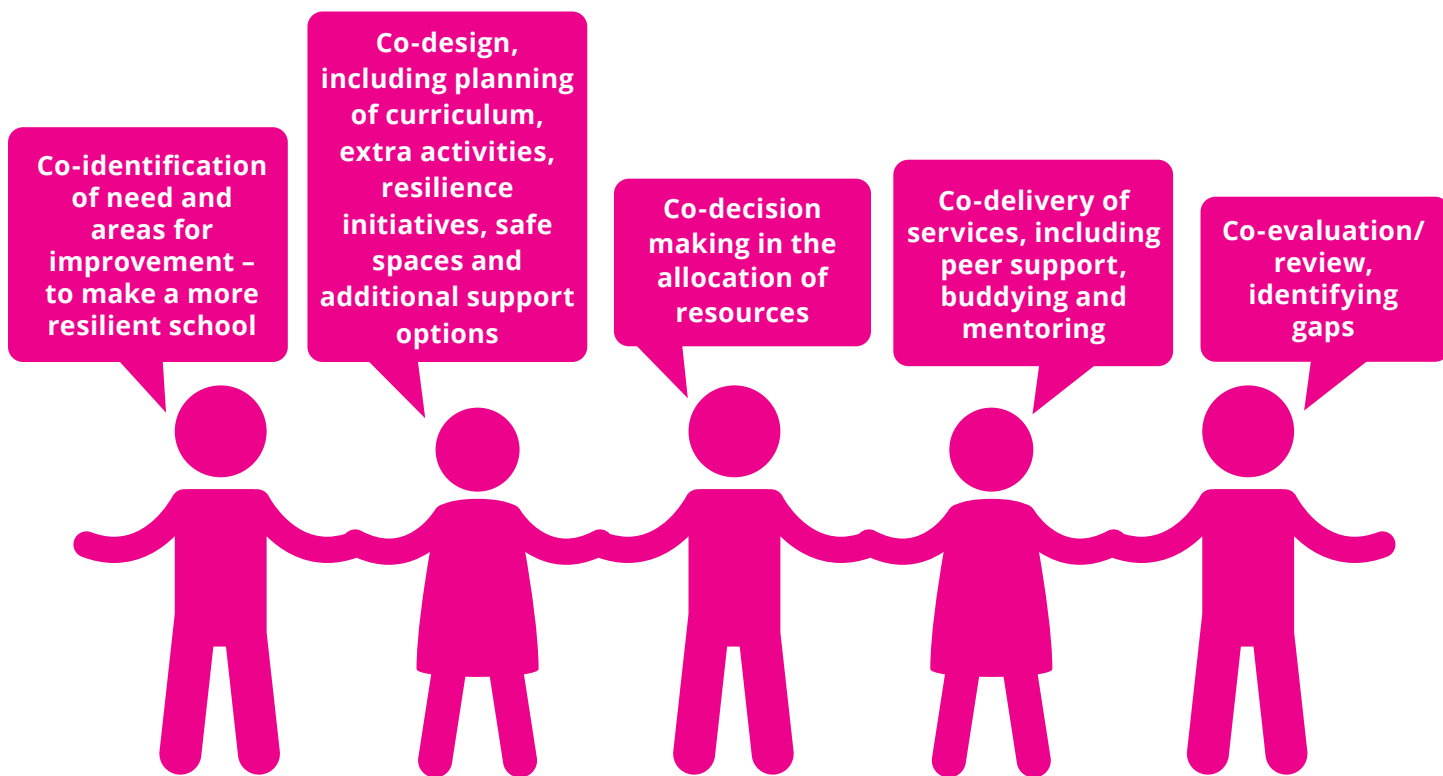 Co-identification
of need and
areas for
improvement –
to make a more
resilient school
Co-design,
including planning
of curriculum,
extra activities,
resilience
initiatives, safe
spaces and
additional support
options
Co-decision
making in the
allocation of
resources
Co-delivery of
services, including
peer support,
buddying and
mentoring
Co-evaluation/
review,
identifying
gaps